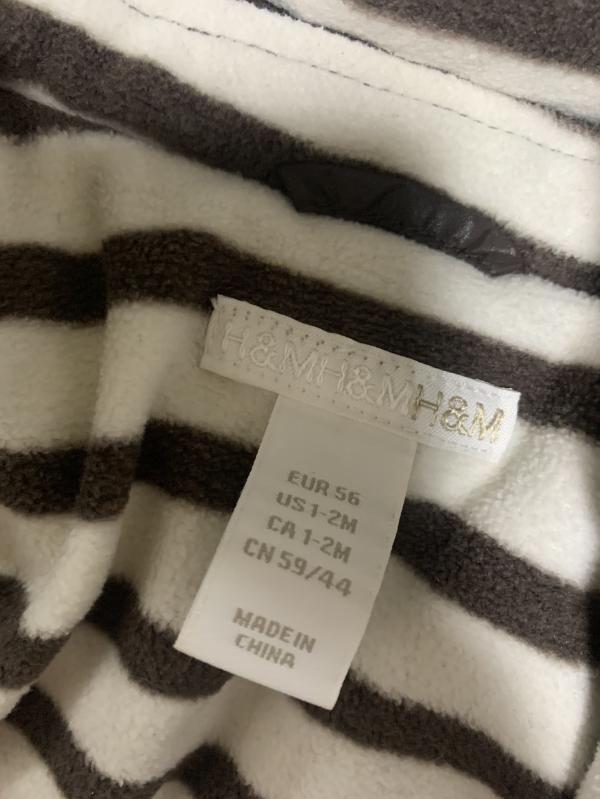 H&MH&MH&M
EUR 56
US 1-2M
CA 1-2M
CN 59/44
MADE IN
CHINA